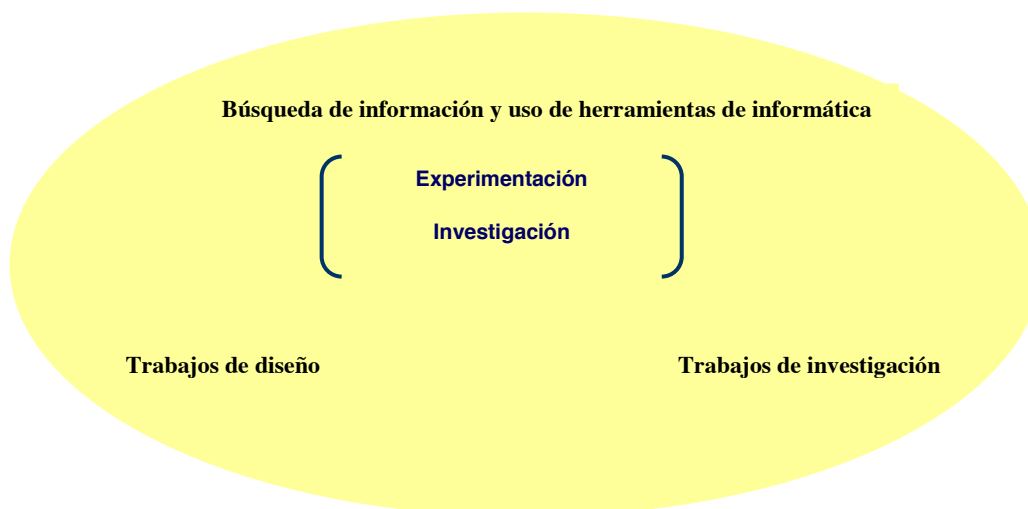 Búsqueda de información y uso de herramientas de informática
Experimentación
Investigación
Trabajos de diseño
Trabajos de investigación